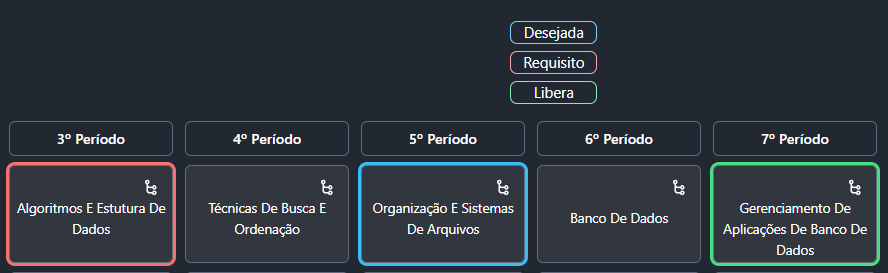 Desejada
Requisito
Libera
3º Período
4º Período
5º Período
6º Período
7º Período
Algoritmos E Estutura De
Dados
Técnicas De Busca E
Ordenação
Organização E Sistemas
De Arquivos
Banco De Dados
Gerenciamento De
Aplicações De Banco De
Dados